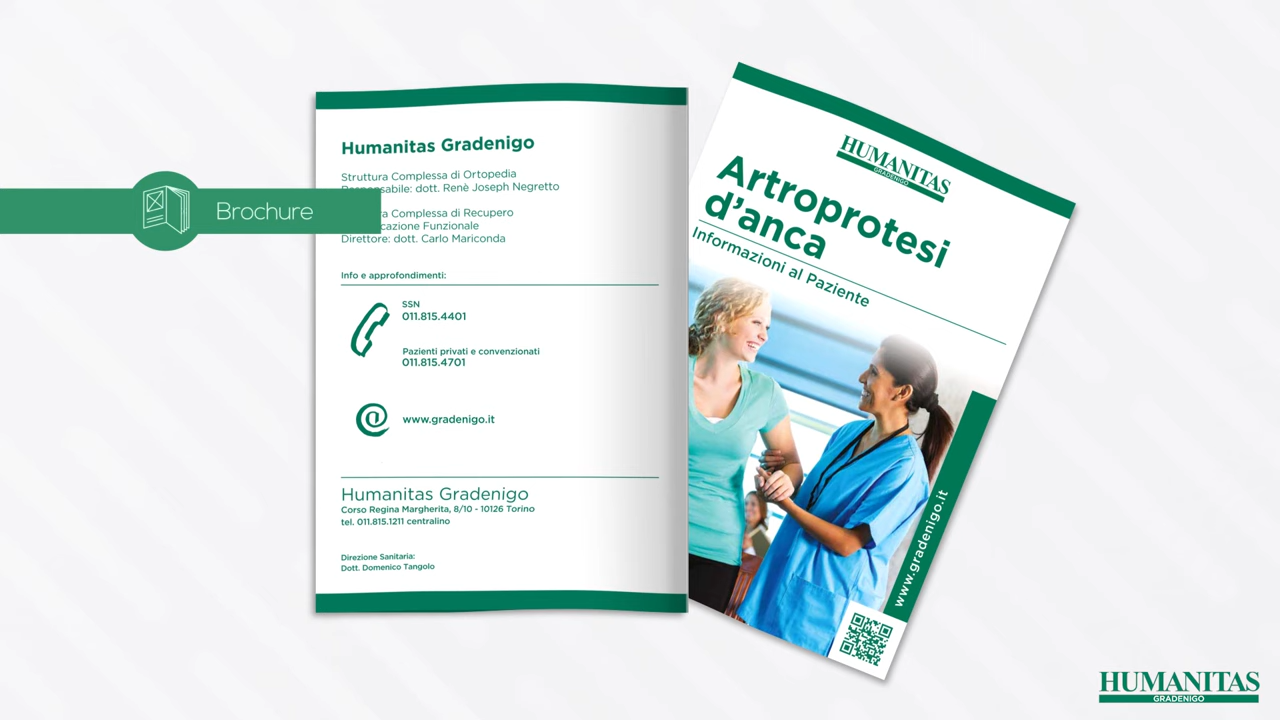 Brochure
Humanitas Gradenigo
Struttura Complessa di Ortopedia
dott. Renè Joseph Negretto
Complessa di Recupero
Funzionale
Direttore: dott. Carlo Mariconda
Info e approfondimenti:
SSN
011.815.4401
Pazienti privati e convenzionati
011.815.4701
@ www.gradenigo.it
Humanitas Gradenigo
Corso Regina Margherita, 8/10 - 10126 Torino
tel. 011.815.1211 centralino
Direzione Sanitaria:
Dott. Domenico Tangolo
HUMANITAS
GRADENIGO
Artroprotesi
d'anca
Informazioni al Paziente
www.gradenigo.it
HUMANITAS
GRADENIGO